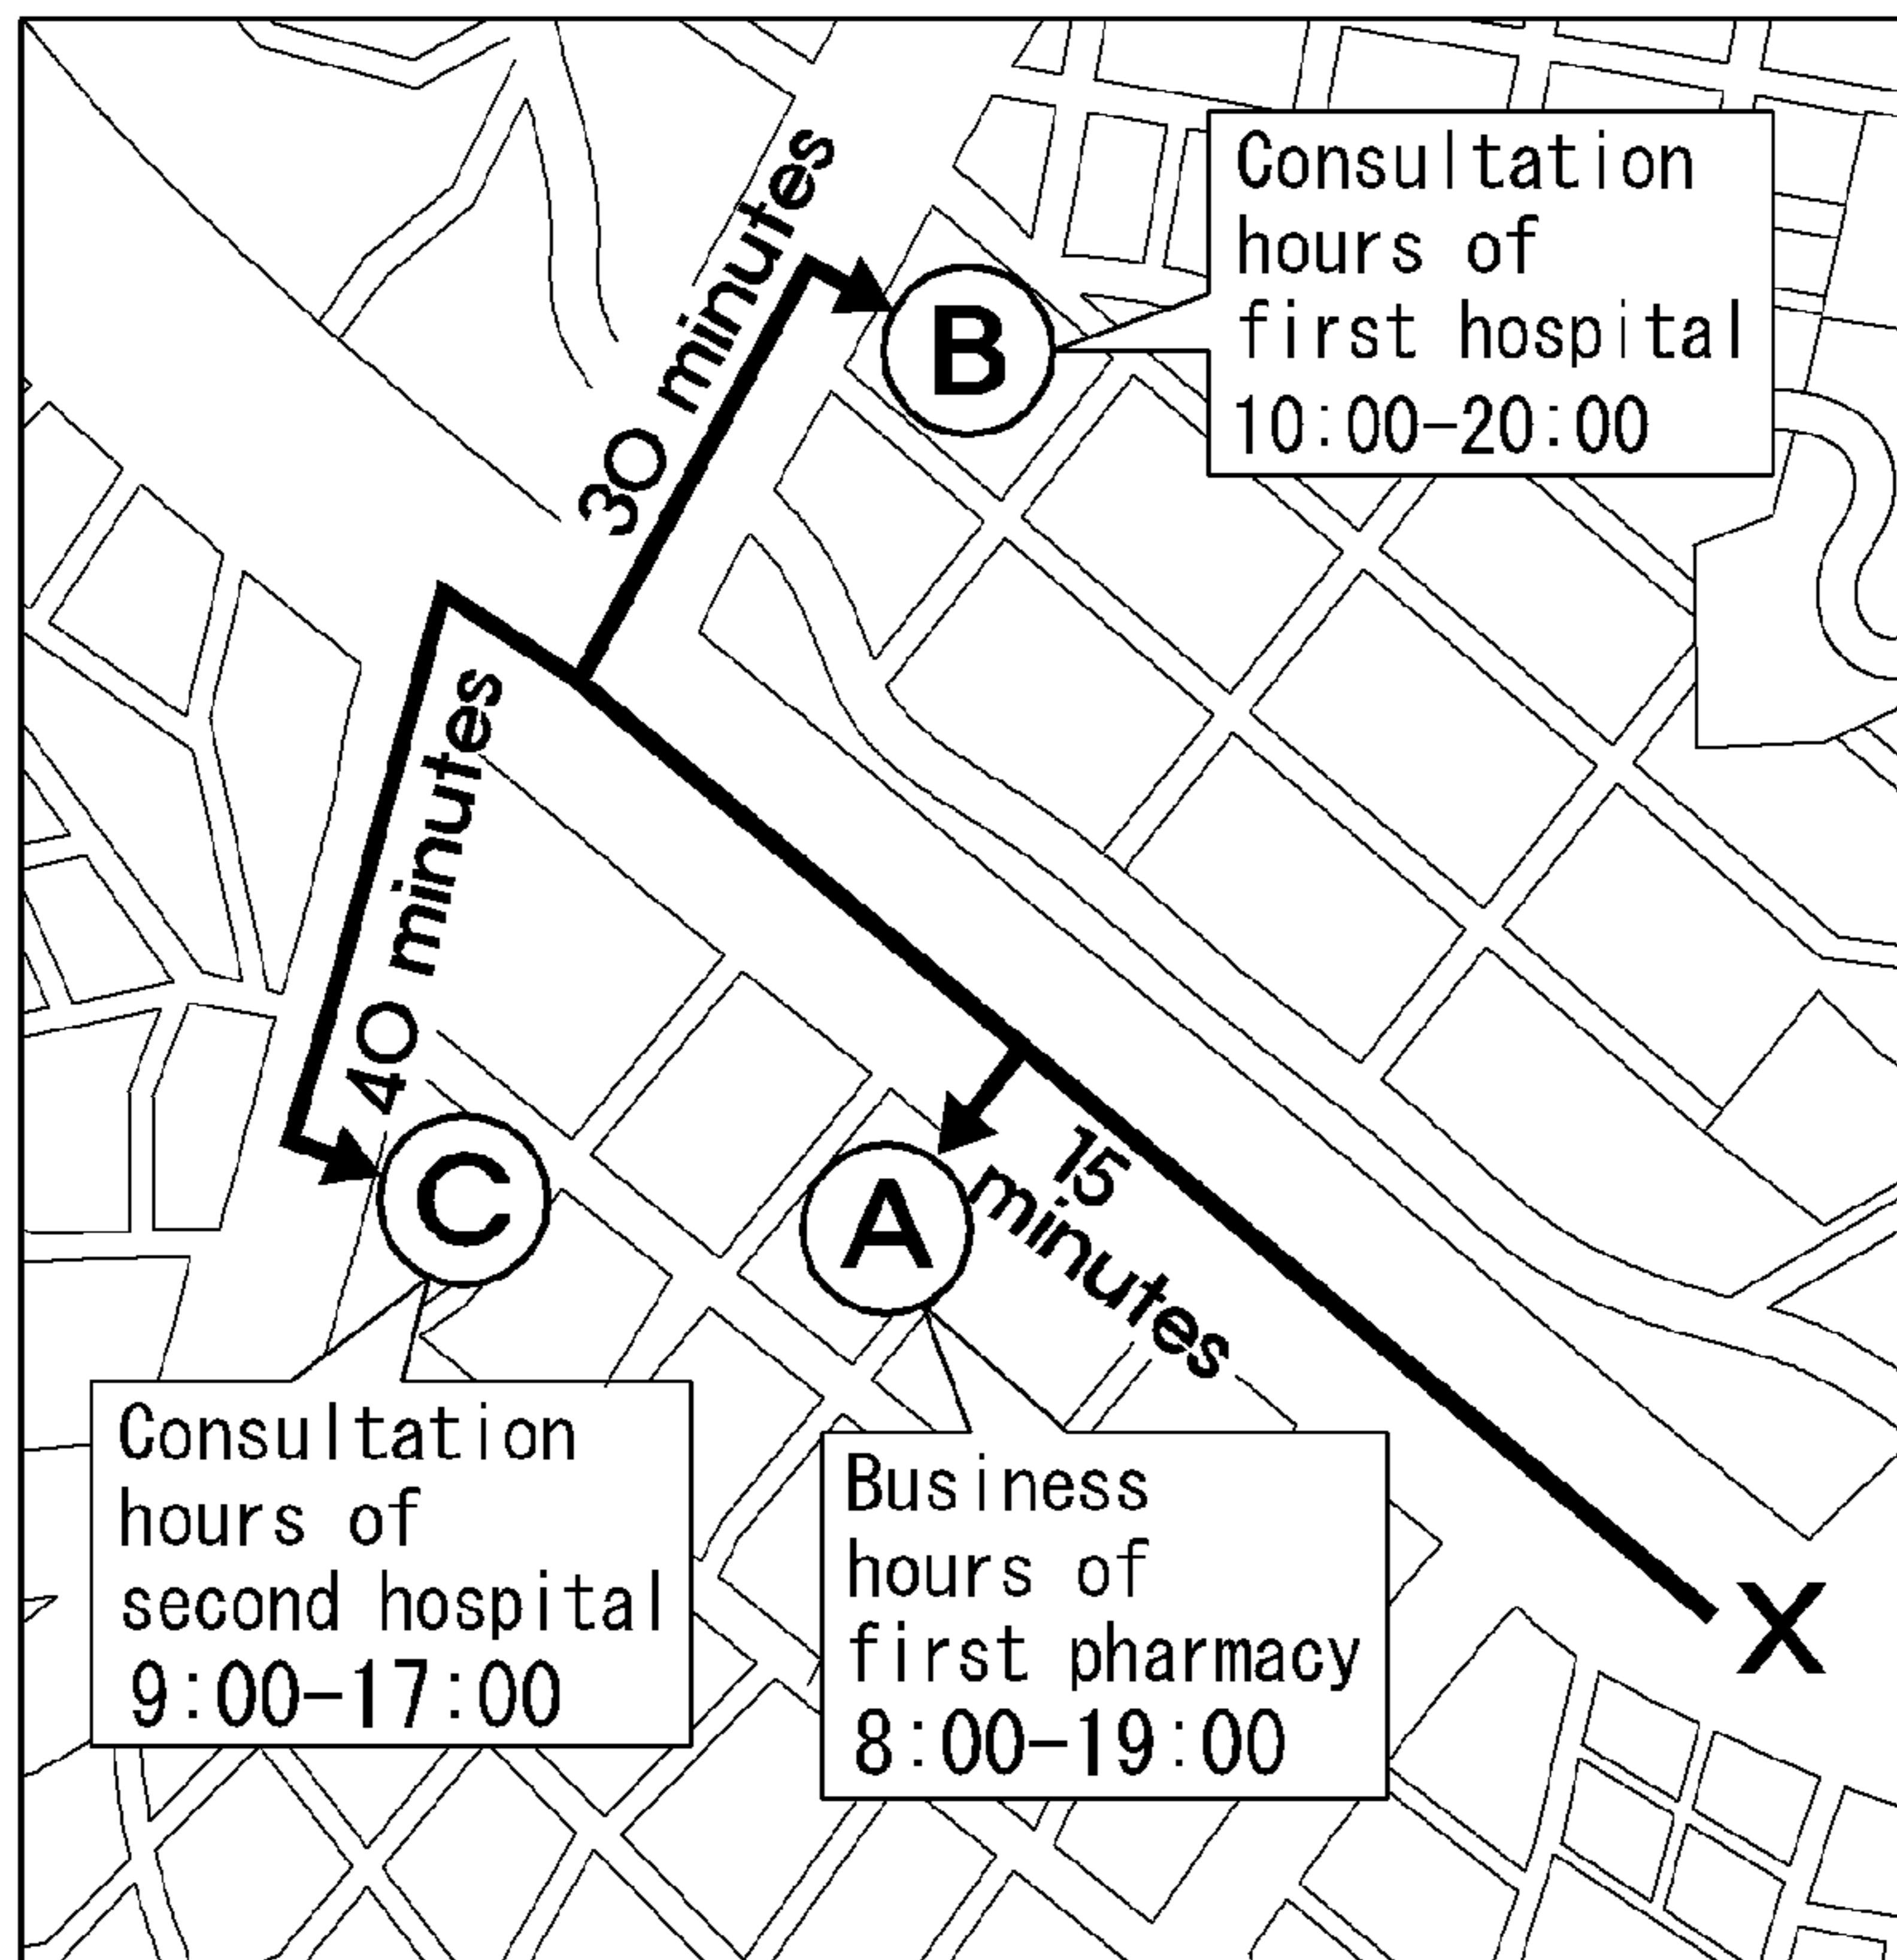 Consultation
hours of
first hospital
10:00-20:00
30 minutes
B
40 minutes
C
A
15
minutes
Consultation
hours of
second hospital
9:00-17:00
Business
hours of
first pharmacy
8:00-19:00
X